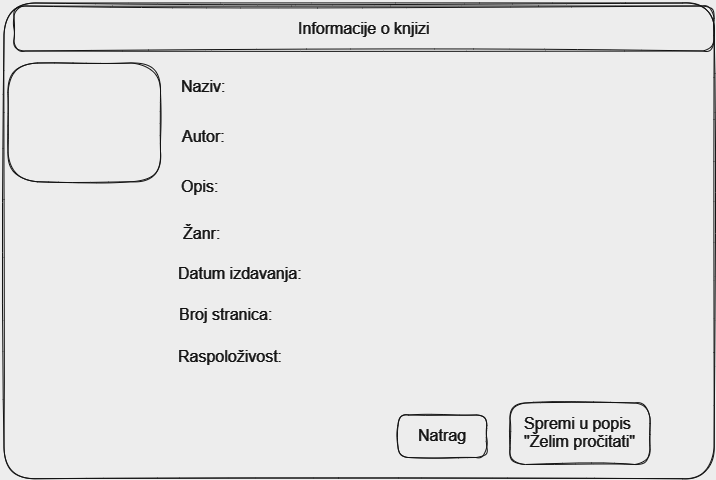 Informacije o knjizi
Naziv:
Autor:
Opis:
Žanr:
Datum izdavanja:
Broj stranica:
Raspoloživost:
Natrag
Spremi u popis
"Želim pročitati"